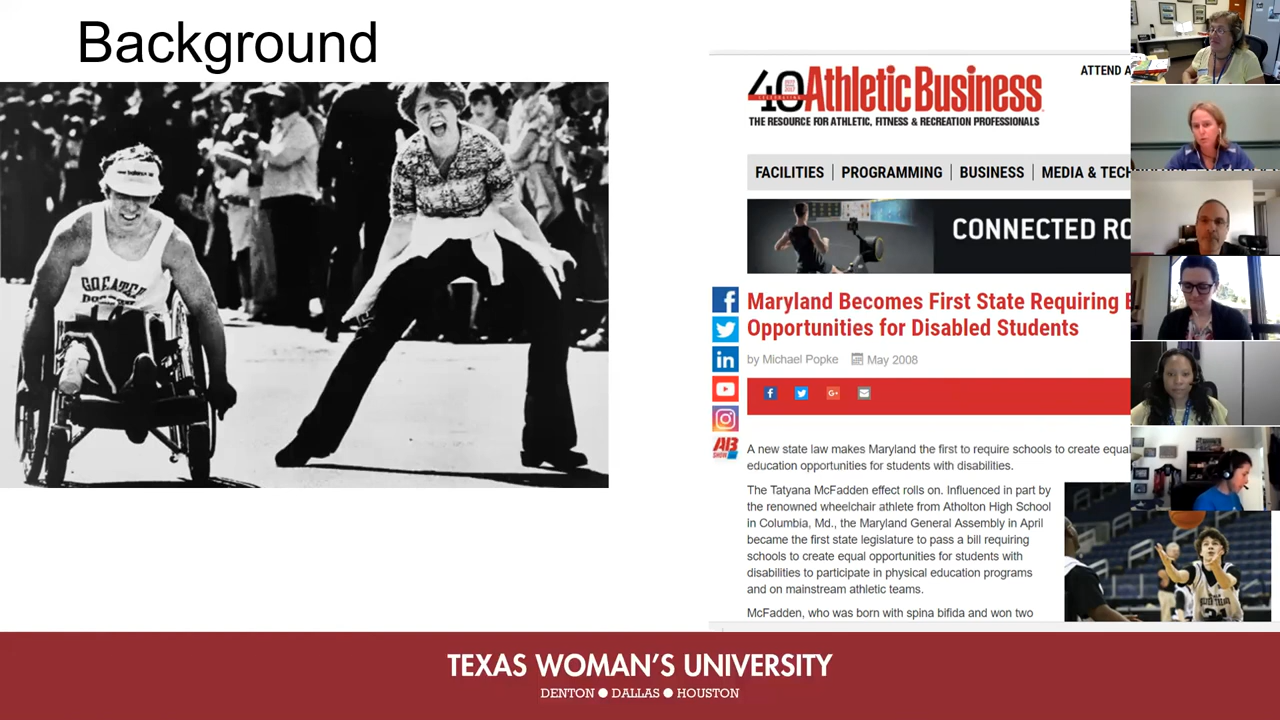 Background
GREATER
40 Athletic Business
THE RESOURCE FOR ATHLETIC, FITNESS & RECREATION PROFESSIONALS
ATTEND A
FACILITIES | PROGRAMMING | BUSINESS | MEDIA & TECH
CONNECTED RO
Maryland Becomes First State Requiring E
Opportunities for Disabled Students
by Michael Popke May 2008
A new state law makes Maryland the first to require schools to create equal
education opportunities for students with disabilities.
The Tatyana McFadden effect rolls on. Influenced in part by
the renowned wheelchair athlete from Atholton High School
in Columbia, Md., the Maryland General Assembly in April
became the first state legislature to pass a bill requiring
schools to create equal opportunities for students with
disabilities to participate in physical education programs
and on mainstream athletic teams.
McFadden, who was born with spina bifida and won two
AB
SHOW
TEXAS WOMAN'S UNIVERSITY
DENTON ● DALLAS ● HOUSTON